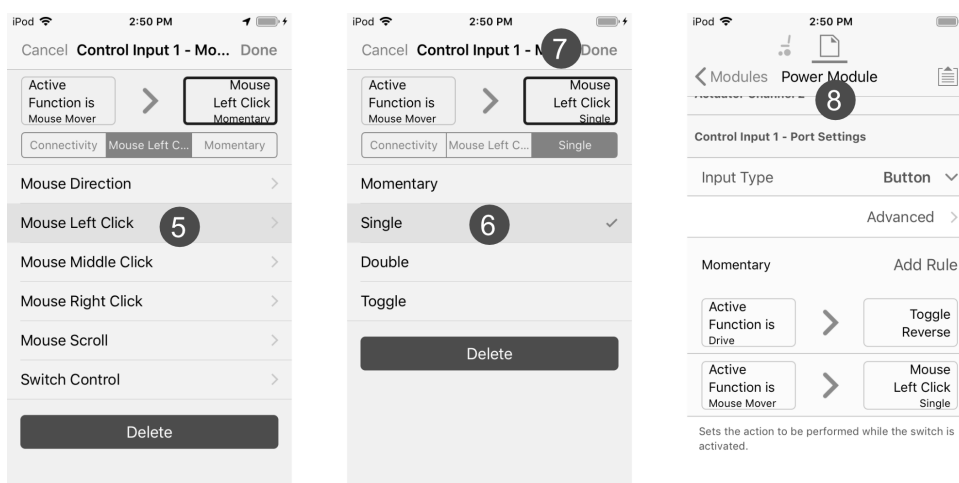 iPod 2:50 PM
Cancel Control Input 1 - Mo... Done
Active
Function is
Mouse Mover
Mouse
Left Click
Momentary
Connectivity Mouse Left C... Momentary
Mouse Direction
Mouse Left Click 5
Mouse Middle Click
Mouse Right Click
Mouse Scroll
Switch Control
Delete
iPod 2:50 PM
Cancel Control Input 1 - 7 Done
Active
Function is
Mouse Mover
Mouse
Left Click
Single
Connectivity Mouse Left C... Single
Momentary
Single 6
Double
Toggle
Delete
iPod 2:50 PM
Modules Power Module
8
Control Input 1 - Port Settings
Input Type Button
Advanced
Momentary Add Rule
Active
Function is
Drive
Toggle
Reverse
Active
Function is
Mouse Mover
Mouse
Left Click
Single
Sets the action to be performed while the switch is
activated.